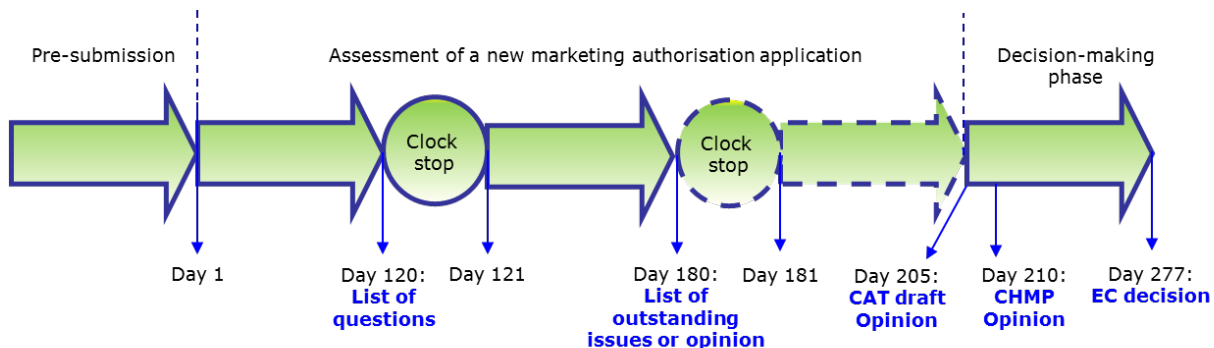 Pre-submission
Assessment of a new marketing authorisation application
Decision-making
phase
Clock
stop
Clock
stop
Day 1
Day 120:
List of
questions
Day 121
Day 180:
List of
outstanding
issues or opinion
Day 181
Day 205:
CAT draft
Opinion
Day 210:
CHMP
Opinion
Day 277:
EC decision